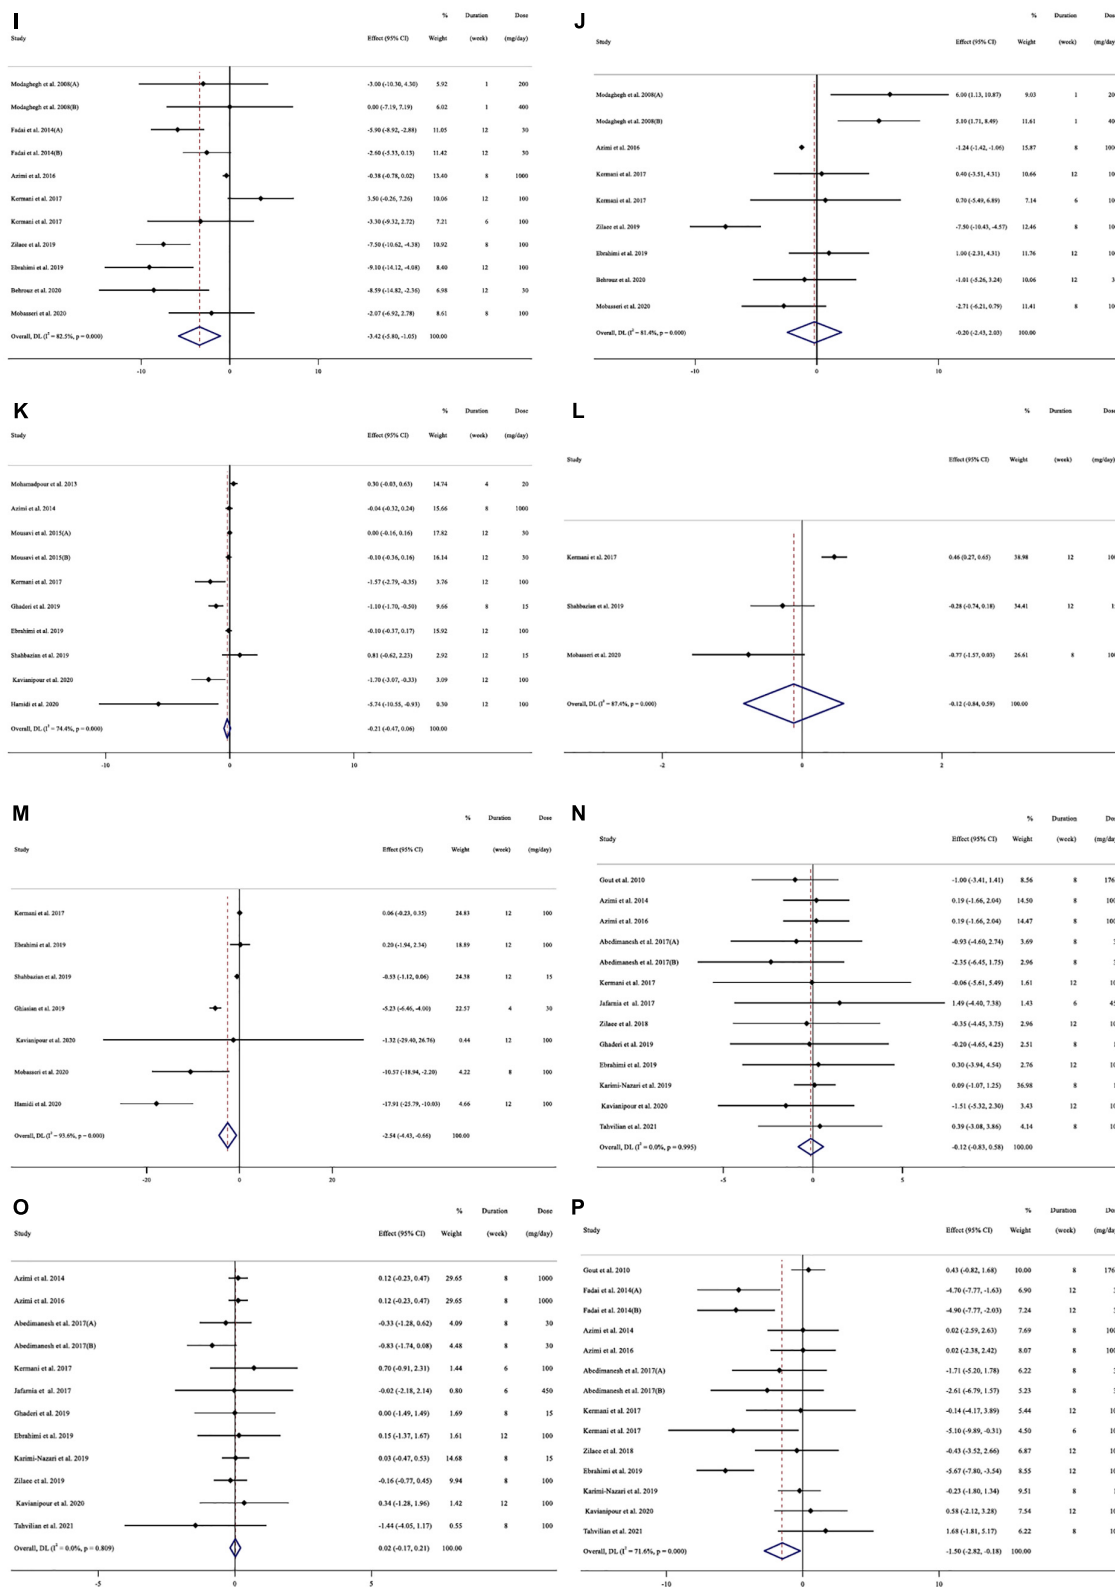 I
% Duration Dose
Study Effect (95% CI) Weight (week) (mg/day)
Modaghegh et al. 2008(A) -3.00 (-10.30, 4.30) 5.92 1 200
Modaghegh et al. 2008(B) 0.00 (-7.19, 7.19) 6.02 1 400
Fadai et al. 2014(A) -5.90 (-8.92, -2.88) 11.05 12 30
Fadai et al. 2014(B) -2.60 (-5.33, 0.13) 11.42 12 30
Azimi et al. 2016 -0.38 (-0.78, 0.02) 13.40 8 1000
Kermani et al. 2017 3.50 (-0.26, 7.26) 10.06 12 100
Kermani et al. 2017 -3.30 (-9.32, 2.72) 7.21 6 100
Zilaee et al. 2019 -7.50 (-10.62, -4.38) 10.92 8 100
Ebrahimi et al. 2019 -9.10 (-14.12, -4.08) 8.40 12 100
Behrouz et al. 2020 -8.59 (-14.82, -2.36) 6.98 12 30
Mobasseri et al. 2020 -2.07 (-6.92, 2.78) 8.61 8 100
Overall, DL (I² = 82.5%, p = 0.000) -3.42 (-5.80, -1.05) 100.00
-10 0 10
J
% Duration Dose
Study Effect (95% CI) Weight (week) (mg/day)
Modaghegh et al. 2008(A) 6.00 (1.13, 10.87) 9.03 1 20
Modaghegh et al. 2008(B) 5.10 (1.71, 8.49) 11.61 1 40
Azimi et al. 2016 -1.24 (-1.42, -1.06) 15.87 8 100
Kermani et al. 2017 0.40 (-3.51, 4.31) 10.66 12 10
Kermani et al. 2017 0.70 (-5.49, 6.89) 7.14 6 10
Zilaee et al. 2019 -7.50 (-10.43, -4.57) 12.46 8 10
Ebrahimi et al. 2019 1.00 (-2.31, 4.31) 11.76 12 10
Behrouz et al. 2020 -1.01 (-5.26, 3.24) 10.06 12 3
Mobasseri et al. 2020 -2.71 (-6.21, 0.79) 11.41 8 10
Overall, DL (I² = 81.4%, p = 0.000) -0.20 (-2.43, 2.03) 100.00
-10 0 10
K
% Duration Dose
Study Effect (95% CI) Weight (week) (mg/day)
Mohamadpour et al. 2013 0.30 (-0.03, 0.63) 14.74 4 20
Azimi et al. 2014 -0.04 (-0.32, 0.24) 15.66 8 1000
Mousavi et al. 2015(A) 0.00 (-0.16, 0.16) 17.82 12 30
Mousavi et al. 2015(B) -0.10 (-0.36, 0.16) 16.14 12 30
Kermani et al. 2017 -1.57 (-2.79, -0.35) 3.76 12 100
Ghaderi et al. 2019 -1.10 (-1.70, -0.50) 9.66 8 15
Ebrahimi et al. 2019 -0.10 (-0.37, 0.17) 15.92 12 100
Shahbazian et al. 2019 0.81 (-0.62, 2.23) 2.92 12 15
Kavianipour et al. 2020 -1.70 (-3.07, -0.33) 3.09 12 100
Hamidi et al. 2020 -5.74 (-10.55, -0.93) 0.30 12 100
Overall, DL (I² = 74.4%, p = 0.000) -0.21 (-0.47, 0.06) 100.00
-10 0 10
L
% Duration Dose
Study Effect (95% CI) Weight (week) (mg/day)
Kermani et al. 2017 0.46 (0.27, 0.65) 38.98 12 100
Shahbazian et al. 2019 -0.28 (-0.74, 0.18) 34.41 12 1
Mobasseri et al. 2020 -0.77 (-1.57, 0.03) 26.61 8 100
Overall, DL (I² = 87.4%, p = 0.000) -0.12 (-0.84, 0.59) 100.00
-2 0 2
M
% Duration Dose
Study Effect (95% CI) Weight (week) (mg/day)
Kermani et al. 2017 0.06 (-0.23, 0.35) 24.83 12 100
Ebrahimi et al. 2019 0.20 (-1.94, 2.34) 18.89 12 100
Shahbazian et al. 2019 -0.53 (-1.12, 0.06) 24.38 12 15
Ghiasian et al. 2019 -5.23 (-6.46, -4.00) 22.57 4 30
Kavianipour et al. 2020 -1.32 (-29.40, 26.76) 0.44 12 100
Mobasseri et al. 2020 -10.57 (-18.94, -2.20) 4.22 8 100
Hamidi et al. 2020 -17.91 (-25.79, -10.03) 4.66 12 100
Overall, DL (I² = 93.6%, p = 0.000) -2.54 (-4.43, -0.66) 100.00
-20 0 20
N
% Duration Do
Study Effect (95% CI) Weight (week) (mg/d
Gout et al. 2010 -1.00 (-3.41, 1.41) 8.56 8 176
Azimi et al. 2014 0.19 (-1.66, 2.04) 14.50 8 100
Azimi et al. 2016 0.19 (-1.66, 2.04) 14.47 8 100
Abedimanesh et al. 2017(A) -0.93 (-4.60, 2.74) 3.69 8 3
Abedimanesh et al. 2017(B) -2.35 (-6.45, 1.75) 2.96 8 3
Kermani et al. 2017 -0.06 (-5.61, 5.49) 1.61 12 10
Jafarnia et al. 2017 1.49 (-4.40, 7.38) 1.43 6 45
Zilaee et al. 2018 -0.35 (-4.45, 3.75) 2.96 12 10
Ghaderi et al. 2019 -0.20 (-4.65, 4.25) 2.51 8 1
Ebrahimi et al. 2019 0.30 (-3.94, 4.54) 2.76 12 10
Karimi-Nazari et al. 2019 0.09 (-1.07, 1.25) 36.98 8 1
Kavianipour et al. 2020 -1.51 (-5.32, 2.30) 3.43 12 10
Tahvilian et al. 2021 0.39 (-3.08, 3.86) 4.14 8 10
Overall, DL (I² = 0.0%, p = 0.995) -0.12 (-0.83, 0.58) 100.00
-5 0 5
O
% Duration Dose
Study Effect (95% CI) Weight (week) (mg/day)
Azimi et al. 2014 0.12 (-0.23, 0.47) 29.65 8 1000
Azimi et al. 2016 0.12 (-0.23, 0.47) 29.65 8 1000
Abedimanesh et al. 2017(A) -0.33 (-1.28, 0.62) 4.09 8 30
Abedimanesh et al. 2017(B) -0.83 (-1.74, 0.08) 4.48 8 30
Kermani et al. 2017 0.70 (-0.91, 2.31) 1.44 6 100
Jafarnia et al. 2017 -0.02 (-2.18, 2.14) 0.80 6 450
Ghaderi et al. 2019 0.00 (-1.49, 1.49) 1.69 8 15
Ebrahimi et al. 2019 0.15 (-1.37, 1.67) 1.61 12 100
Karimi-Nazari et al. 2019 0.03 (-0.47, 0.53) 14.68 8 15
Zilaee et al. 2019 -0.16 (-0.77, 0.45) 9.94 8 100
Kavianipour et al. 2020 0.34 (-1.28, 1.96) 1.42 12 100
Tahvilian et al. 2021 -1.44 (-4.05, 1.17) 0.55 8 100
Overall, DL (I² = 0.0%, p = 0.809) 0.02 (-0.17, 0.21) 100.00
-5 0 5
P
% Duration Do
Study Effect (95% CI) Weight (week) (mg/d
Gout et al. 2010 0.43 (-0.82, 1.68) 10.00 8 176
Fadai et al. 2014(A) -4.70 (-7.77, -1.63) 6.90 12 3
Fadai et al. 2014(B) -4.90 (-7.77, -2.03) 7.24 12 3
Azimi et al. 2014 0.02 (-2.59, 2.63) 7.69 8 100
Azimi et al. 2016 0.02 (-2.38, 2.42) 8.07 8 100
Abedimanesh et al. 2017(A) -1.71 (-5.20, 1.78) 6.22 8 3
Abedimanesh et al. 2017(B) -2.61 (-6.79, 1.57) 5.23 8 3
Kermani et al. 2017 -0.14 (-4.17, 3.89) 5.44 12 10
Kermani et al. 2017 -5.10 (-9.89, -0.31) 4.50 6 10
Zilaee et al. 2018 -0.43 (-3.52, 2.66) 6.87 12 10
Ebrahimi et al. 2019 -5.67 (-7.80, -3.54) 8.55 12 10
Karimi-Nazari et al. 2019 -0.23 (-1.80, 1.34) 9.51 8 1
Kavianipour et al. 2020 0.58 (-2.12, 3.28) 7.54 12 10
Tahvilian et al. 2021 1.68 (-1.81, 5.17) 6.22 8 10
Overall, DL (I² = 71.6%, p = 0.000) -1.50 (-2.82, -0.18) 100.00
-10 0 10